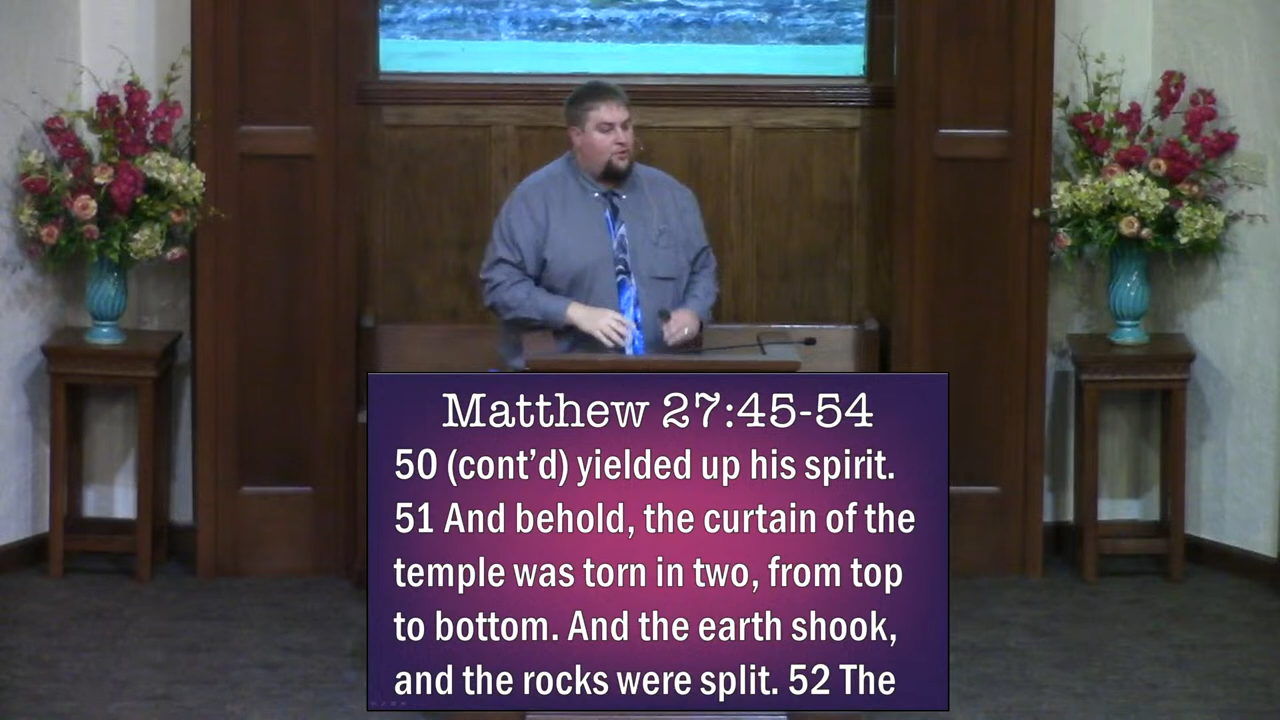 Matthew 27:45-54
50 (cont’d) yielded up his spirit.
51 And behold, the curtain of the
temple was torn in two, from top
to bottom. And the earth shook,
and the rocks were split. 52 The